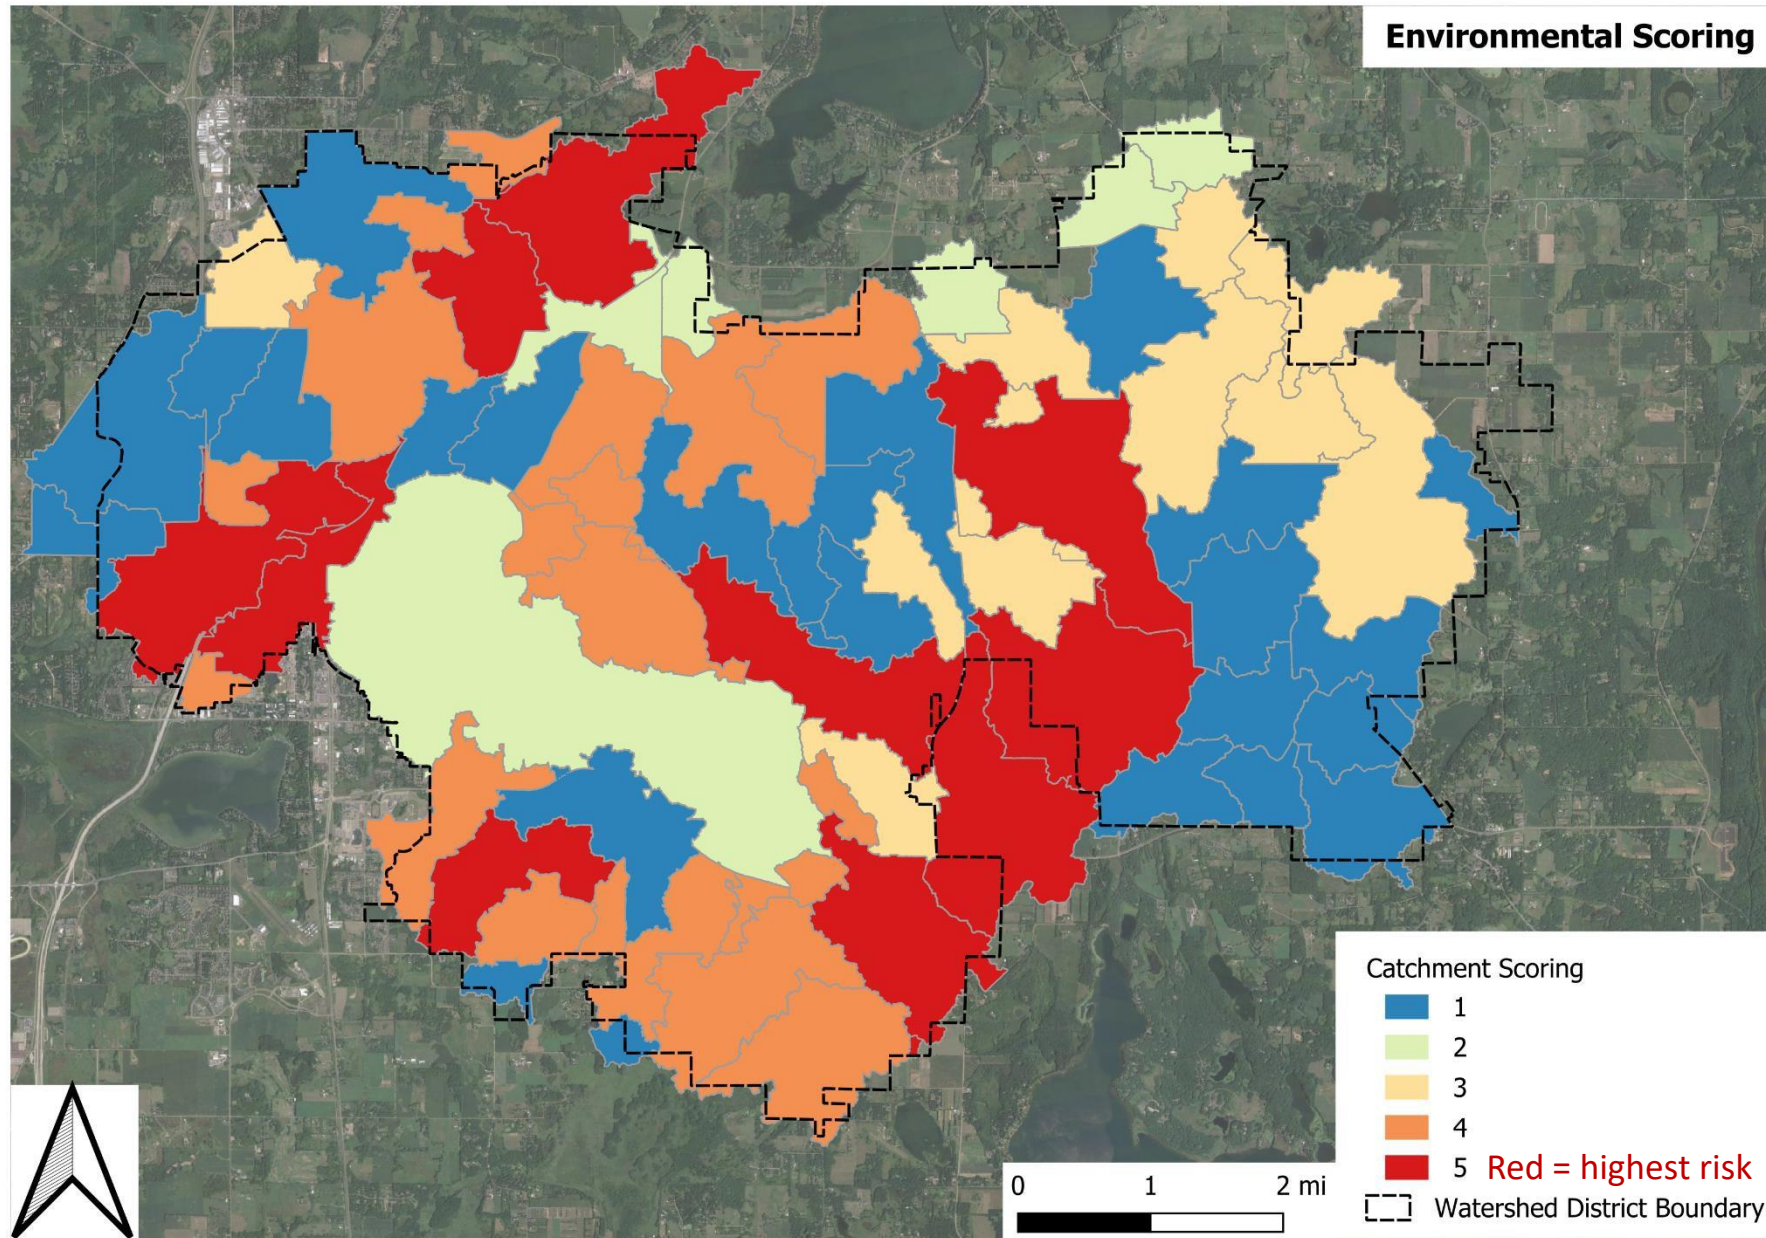 Environmental Scoring
Catchment Scoring
1
2
3
4
5 Red = highest risk
Watershed District Boundary
0 1 2 mi